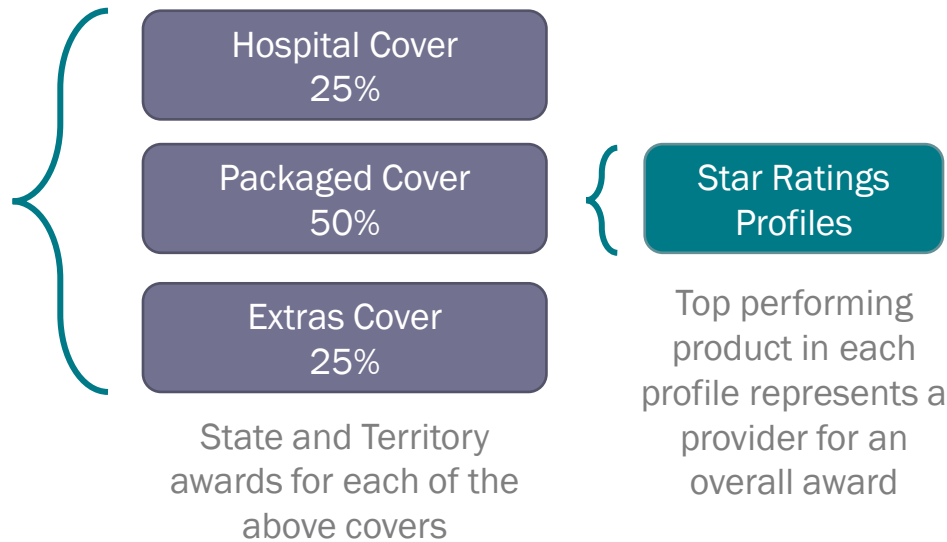 Hospital Cover
25%
Packaged Cover
50%
Extras Cover
25%
State and Territory
awards for each of the
above covers
Star Ratings
Profiles
Top performing
product in each
profile represents a
provider for an
overall award